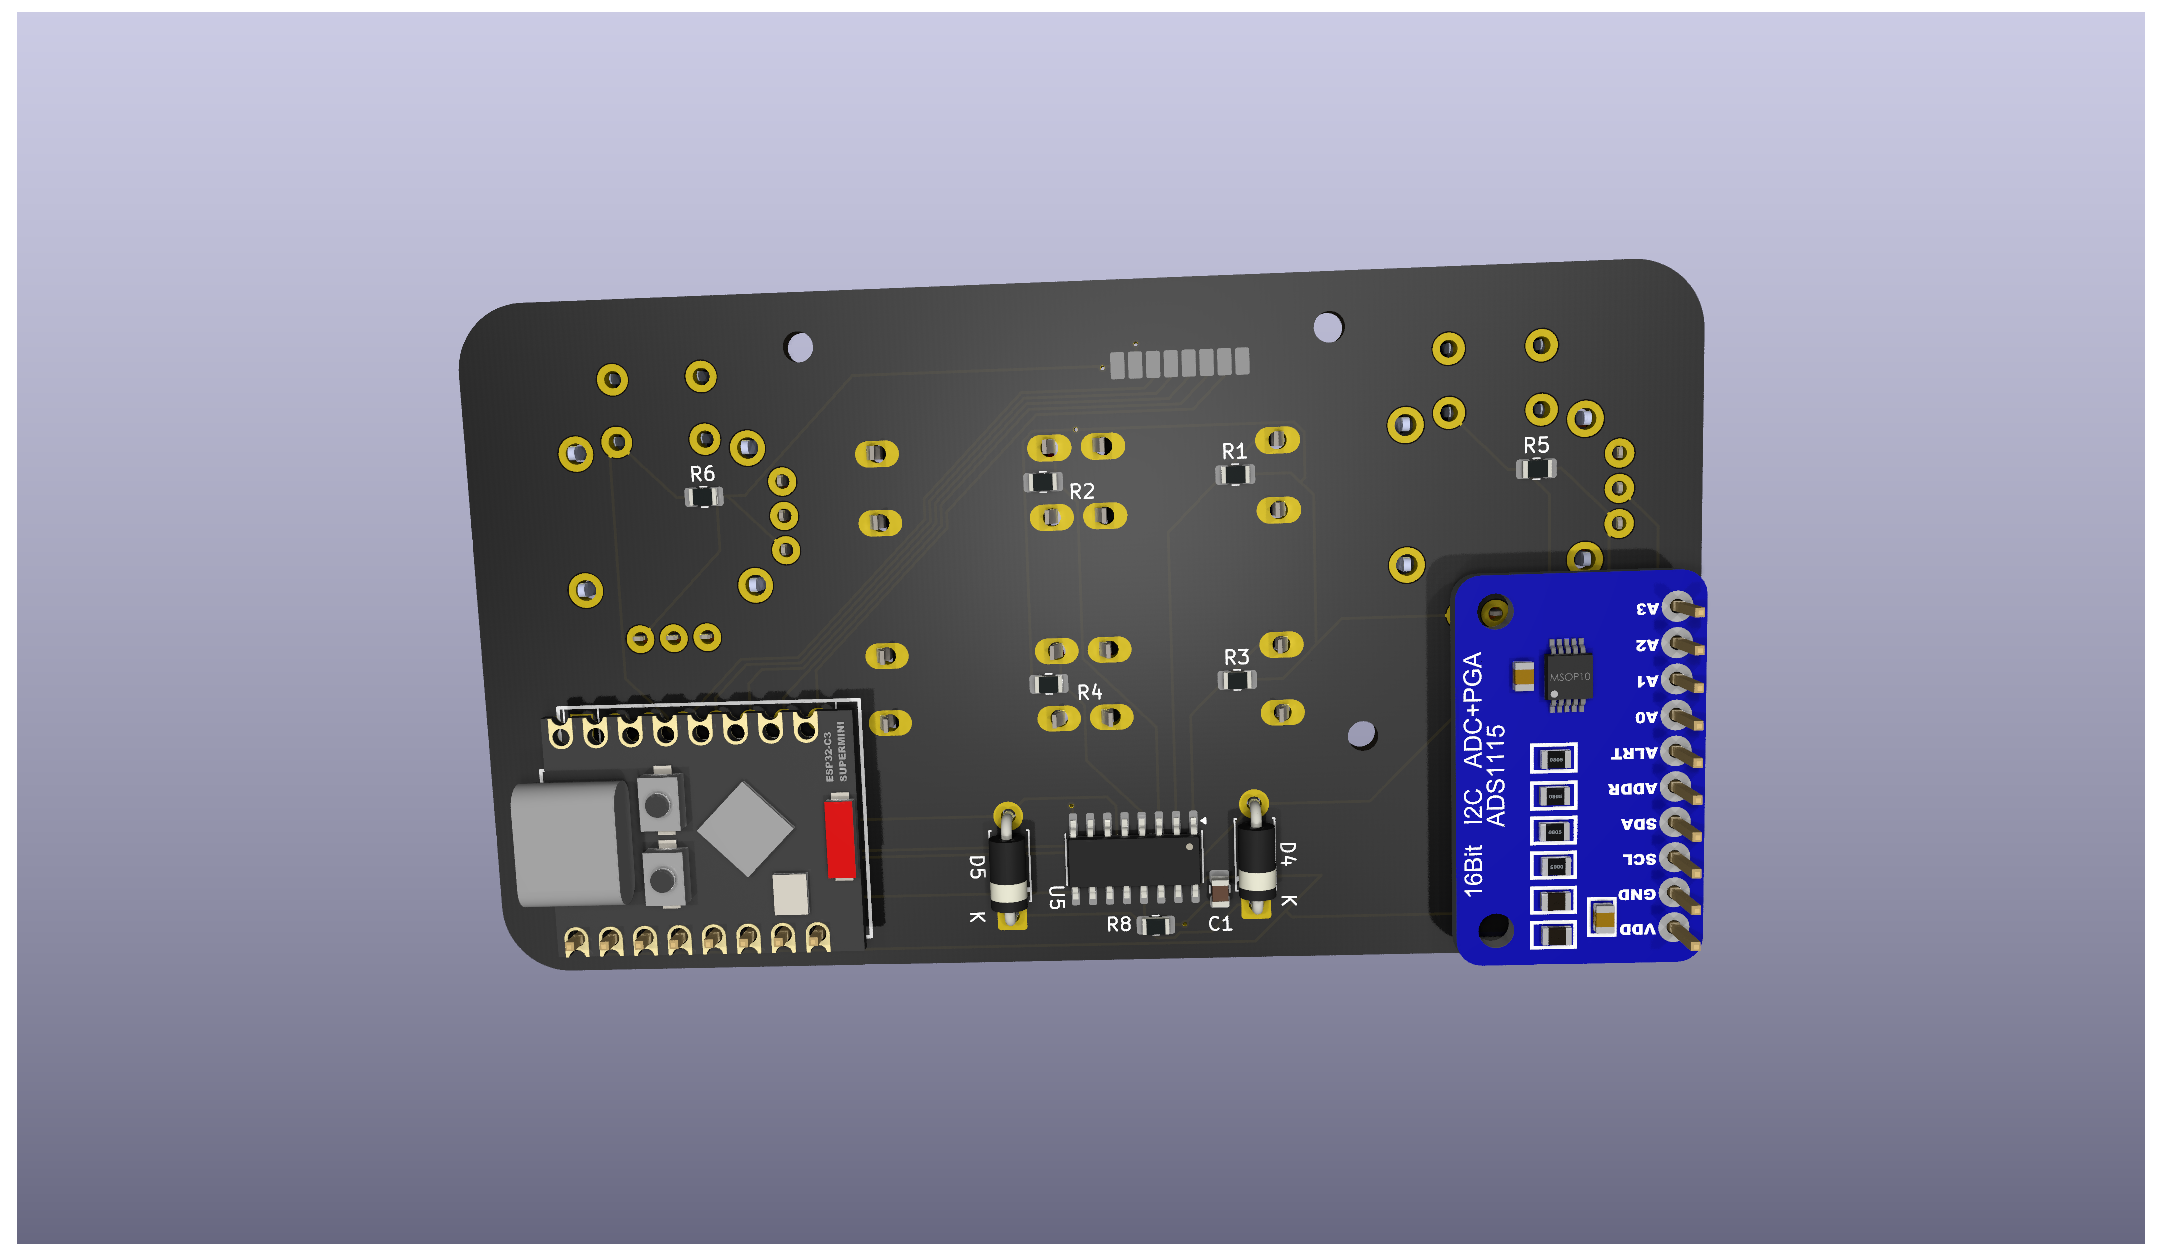 R6
R2
R1
R5
R4
R3
ESP32-C3
SUPERMINI
D5
K
U5
R8
C1
D4
K
16Bit I2C ADC+PGA
ADS1115
MSOP10
A3
A2
A1
A0
ALRT
ADDR
SDA
SCL
GND
VDD